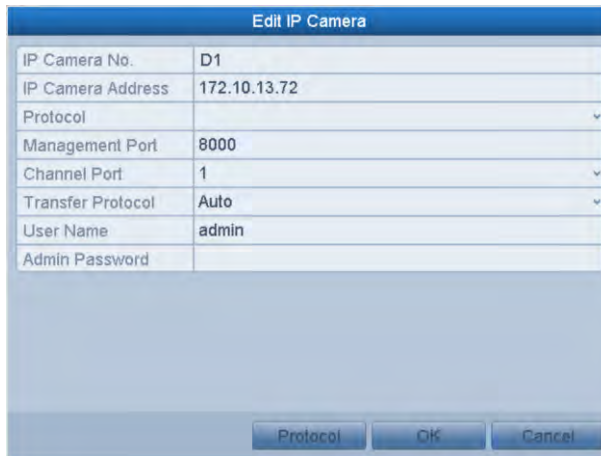 Edit IP Camera
IP Camera No. D1
IP Camera Address 172.10.13.72
Protocol
Management Port 8000
Channel Port 1
Transfer Protocol Auto
User Name admin
Admin Password
Protocol OK Cancel